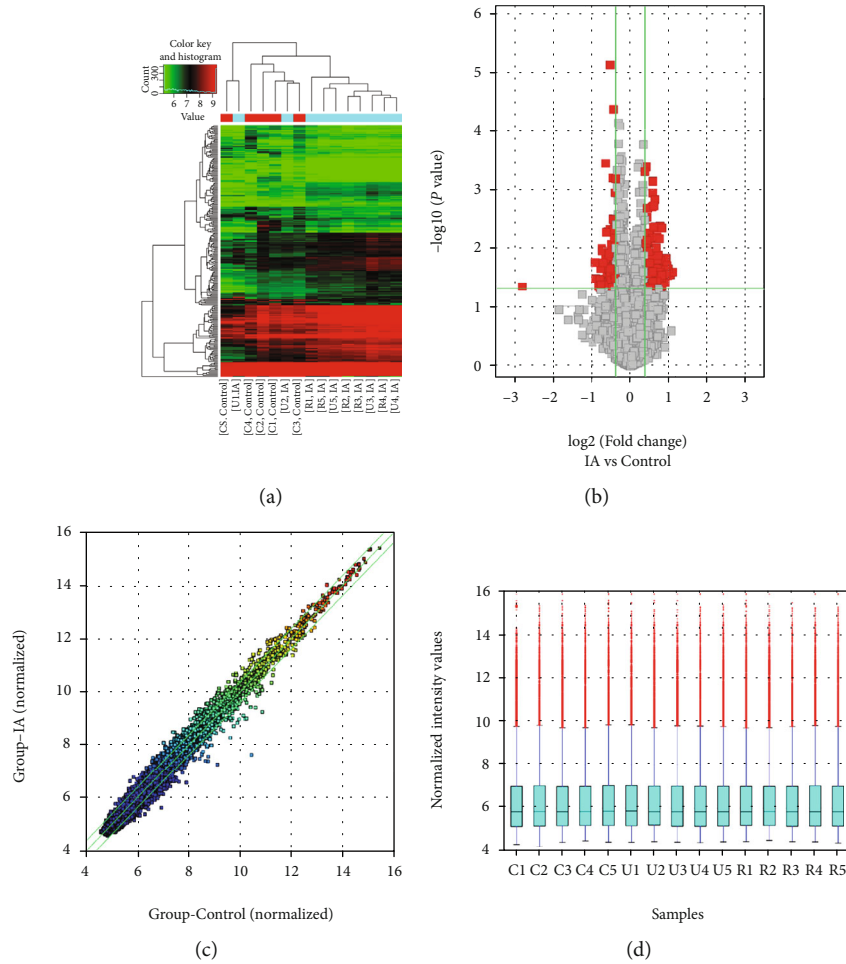 Color key
and histogram
Count
0 300
6 7 8 9
Value
[CS, Control]
[U1.IA]
[C4, Control]
[C2, Control]
[C1, Control]
[U2, IA]
[C3, Control]
[R1, IA]
[R5, IA]
[U5, IA]
[R2, IA]
[R3, IA]
[U3, IA]
[R4, IA]
[U4, IA]
(a)
6
5
4
3
2
1
0
−log10 (P value)
−3 −2 −1 0 1 2 3
log2 (Fold change)
IA vs Control
(b)
16
14
12
10
8
6
4
Group–IA (normalized)
4 6 8 10 12 14 16
Group-Control (normalized)
(c)
16
14
12
10
8
6
4
Normalized intensity values
C1 C2 C3 C4 C5 U1 U2 U3 U4 U5 R1 R2 R3 R4 R5
Samples
(d)